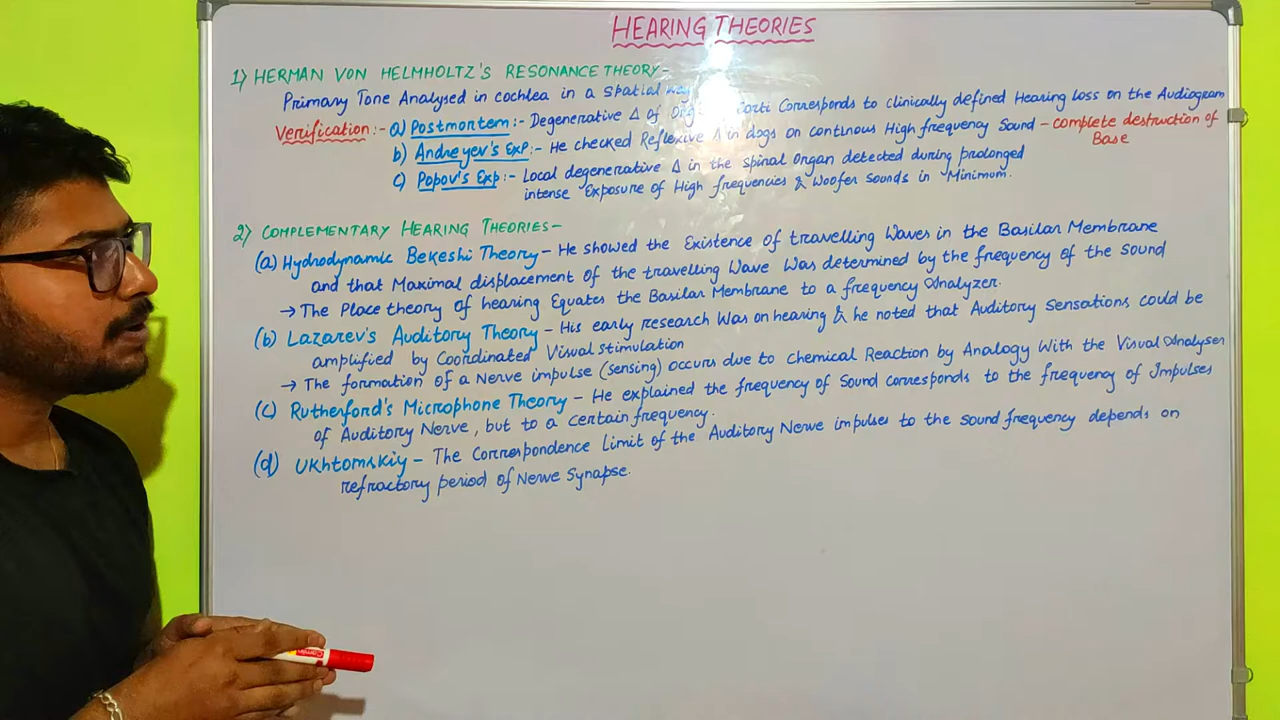 HEARING THEORIES
1) HERMAN VON HELMHOLTZ'S RESONANCE THEORY-
Primary Tone Analysed in cochlea in a spatial way
Verification :- a) Postmortem :- Degenerative Δ of Organ Corti Corresponds to clinically defined Hearing loss on the Audiogram
b) Andreyev's Exp :- He checked Reflexive Δ in dogs on continous High frequency Sound - complete destruction of
Base
c) Popov's Exp :- Local degenerative Δ in the spinal Organ detected during prolonged
intense Exposure of High frequencies & Woofer sounds in Minimum.
2) COMPLEMENTARY HEARING THEORIES-
(a) Hydrodynamic Bekeshi Theory - He showed the Existence of travelling Waves in the Basilar Membrane
and that Maximal displacement of the travelling Wave Was determined by the frequency of the Sound
→ The Place theory of hearing Equates the Basilar Membrane to a frequency Analyzer.
(b) Lazarev's Auditory Theory - His early research Was on hearing & he noted that Auditory Sensations could be
amplified by Coordinated Visual Stimulation
→ The formation of a Nerve impulse (sensing) occurs due to chemical Reaction by Analogy With the Visual Analyser
(c) Rutherford's Microphone Theory - He explained the frequency of Sound corresponds to the frequency of Impulses
of Auditory Nerve, but to a certain frequency.
(d) Ukhtomskiy - The Correspondence Limit of the Auditory Nerve impulses to the sound frequency depends on
refractory period of Nerve Synapse.
Camlin